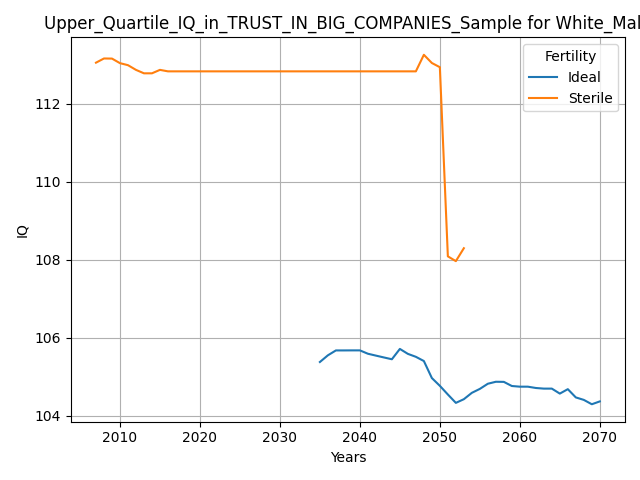 Upper_Quartile_IQ_in_TRUST_IN_BIG_COMPANIES_Sample for White_Mal
Fertility
Ideal
Sterile
IQ
112
110
108
106
104
2010 2020 2030 2040 2050 2060 2070
Years